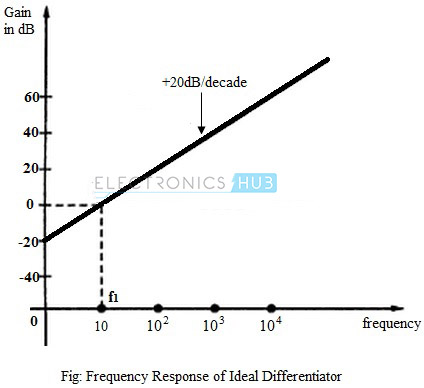 Gain
in dB
+20dB/decade
60
40
20
ELECTRONICS HUB
0
-20
-40
f1
0
10
10²
10³
10⁴
frequency
Fig: Frequency Response of Ideal Differentiator